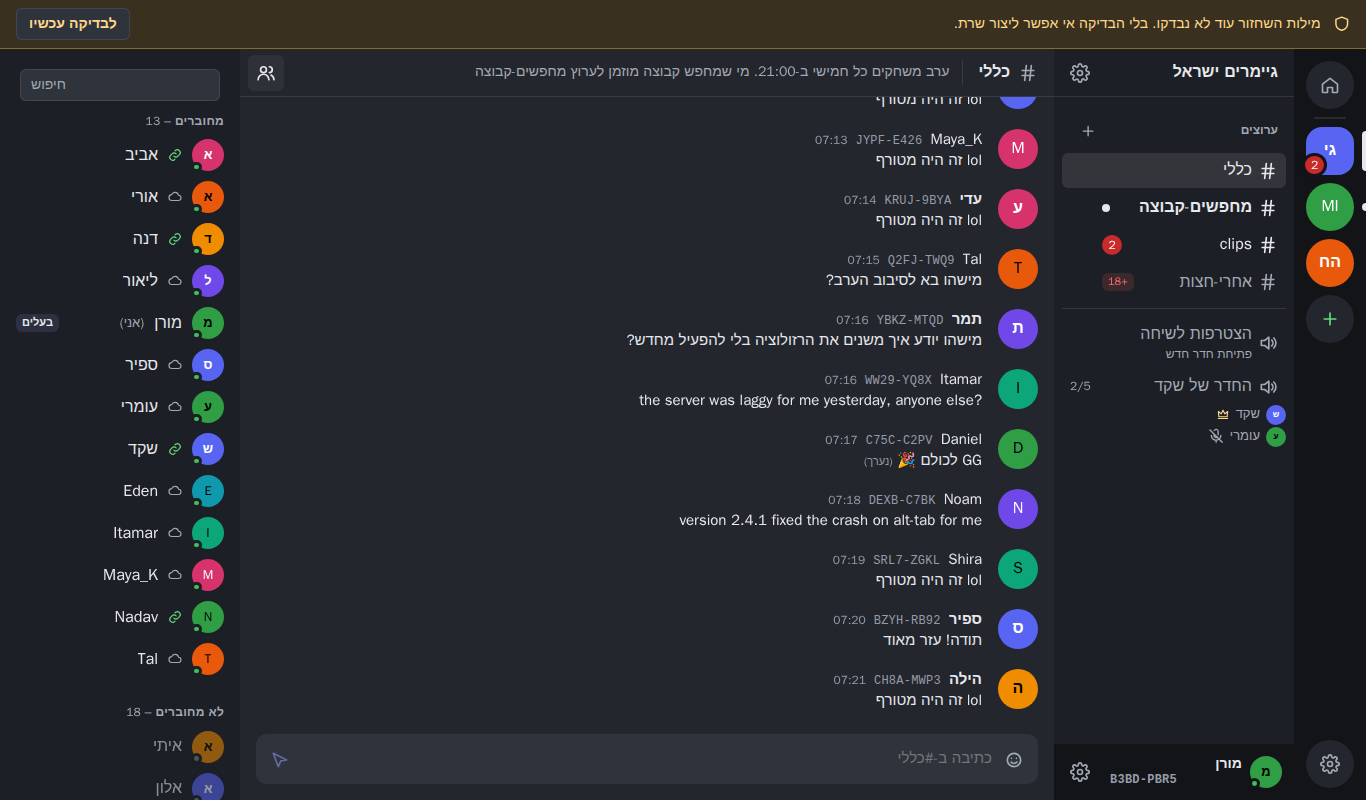 מילות השחזור עוד לא נבדקו. בלי הבדיקה אי אפשר ליצור שרת.
לבדיקה עכשיו
גי
2
MI
הח
גיימרים ישראל
ערוצים
כללי
מחפשים-קבוצה
clips
2
אחרי-חצות
18+
הצטרפות לשיחה
פתיחת חדר חדש
החדר של שקד
2/5
ש שקד
ע עומרי
מ מורן
B3BD-PBR5
# כללי
ערב משחקים כל חמישי ב-21:00. מי שמחפש קבוצה מוזמן לערוץ מחפשים-קבוצה
lol זה היה מטורף
M Maya_K JYPF-E426 07:13
lol זה היה מטורף
ע עדי KRUJ-9BYA 07:14
lol זה היה מטורף
T Tal Q2FJ-TWQ9 07:15
מישהו בא לסיבוב הערב?
ת תמר YBKZ-MTQD 07:16
מישהו יודע איך משנים את הרזולוציה בלי להפעיל מחדש?
I Itamar WW29-YQ8X 07:16
the server was laggy for me yesterday, anyone else?
D Daniel C75C-C2PV 07:17
GG לכולם 🎉 (נערך)
N Noam DEXB-C7BK 07:18
version 2.4.1 fixed the crash on alt-tab for me
S Shira SRL7-ZGKL 07:19
lol זה היה מטורף
ס ספיר BZYH-RB92 07:20
תודה! עזר מאוד
ה הילה CH8A-MWP3 07:21
lol זה היה מטורף
כתיבה ב-#כללי
חיפוש
מחוברים – 13
א אביב
א אורי
ד דנה
ל ליאור
מ מורן (אני) בעלים
ס ספיר
ע עומרי
ש שקד
E Eden
I Itamar
M Maya_K
N Nadav
T Tal
לא מחוברים – 18
א איתי
א אלון